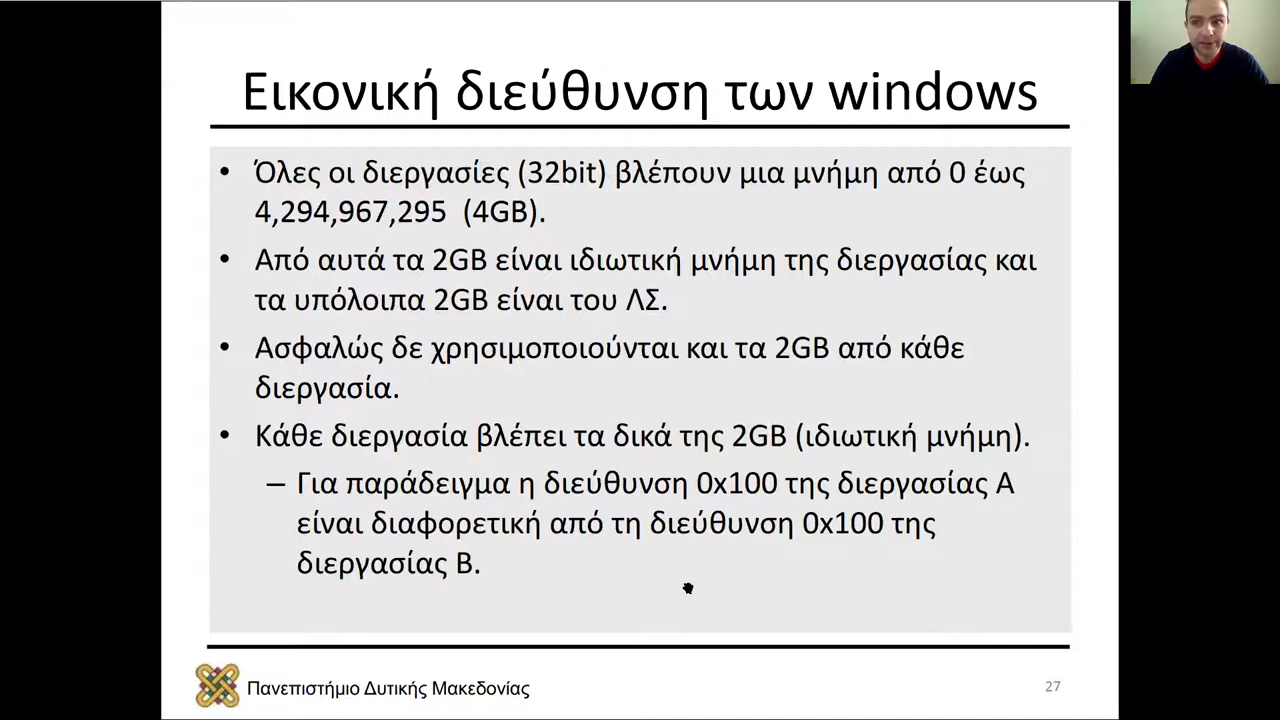 Εικονική διεύθυνση των windows
• Όλες οι διεργασίες (32bit) βλέπουν μια μνήμη από 0 έως
4,294,967,295 (4GB).
• Από αυτά τα 2GB είναι ιδιωτική μνήμη της διεργασίας και
τα υπόλοιπα 2GB είναι του ΛΣ.
• Ασφαλώς δε χρησιμοποιούνται και τα 2GB από κάθε
διεργασία.
• Κάθε διεργασία βλέπει τα δικά της 2GB (ιδιωτική μνήμη).
– Για παράδειγμα η διεύθυνση 0x100 της διεργασίας Α
είναι διαφορετική από τη διεύθυνση 0x100 της
διεργασίας Β.
Πανεπιστήμιο Δυτικής Μακεδονίας
27